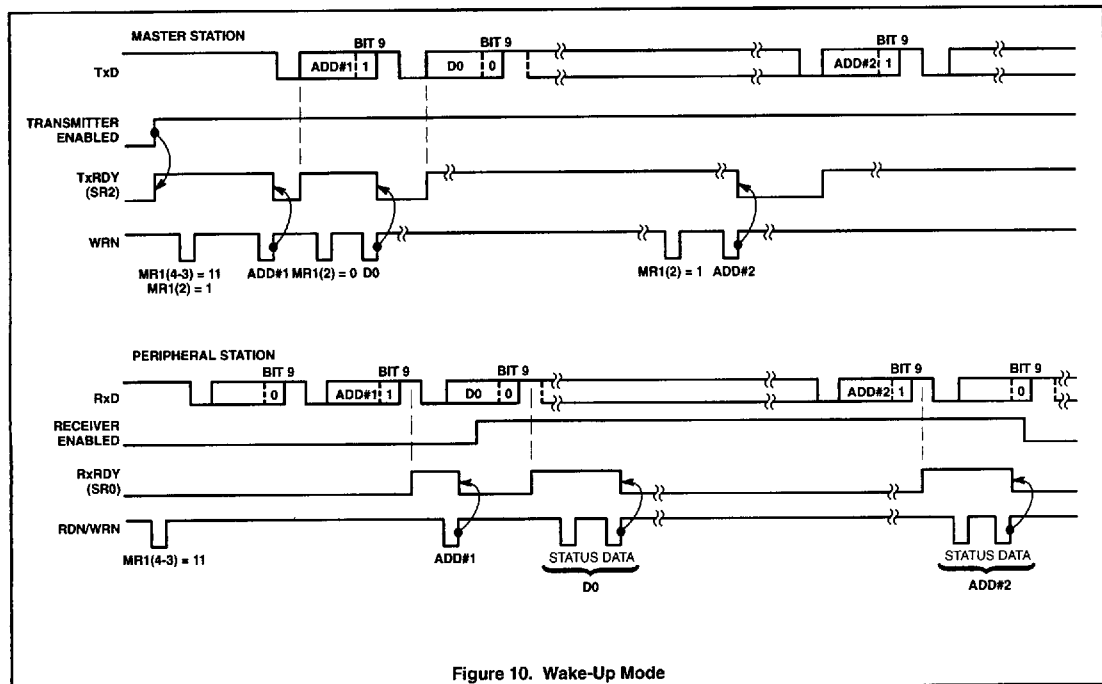 MASTER STATION
BIT 9 BIT 9 BIT 9
TxD ADD#1 1 D0 0 ADD#2 1
TRANSMITTER
ENABLED
TxRDY
(SR2)
WRN
MR1(4-3) = 11 ADD#1 MR1(2) = 0 D0 MR1(2) = 1 ADD#2
MR1(2) = 1
PERIPHERAL STATION
BIT 9 BIT 9 BIT 9 BIT 9 BIT 9
RxD 0 ADD#1 1 D0 0 ADD#2 1 0
RECEIVER
ENABLED
RxRDY
(SR0)
RDN/WRN
MR1(4-3) = 11 ADD#1 STATUS DATA STATUS DATA
D0 ADD#2
Figure 10. Wake-Up Mode